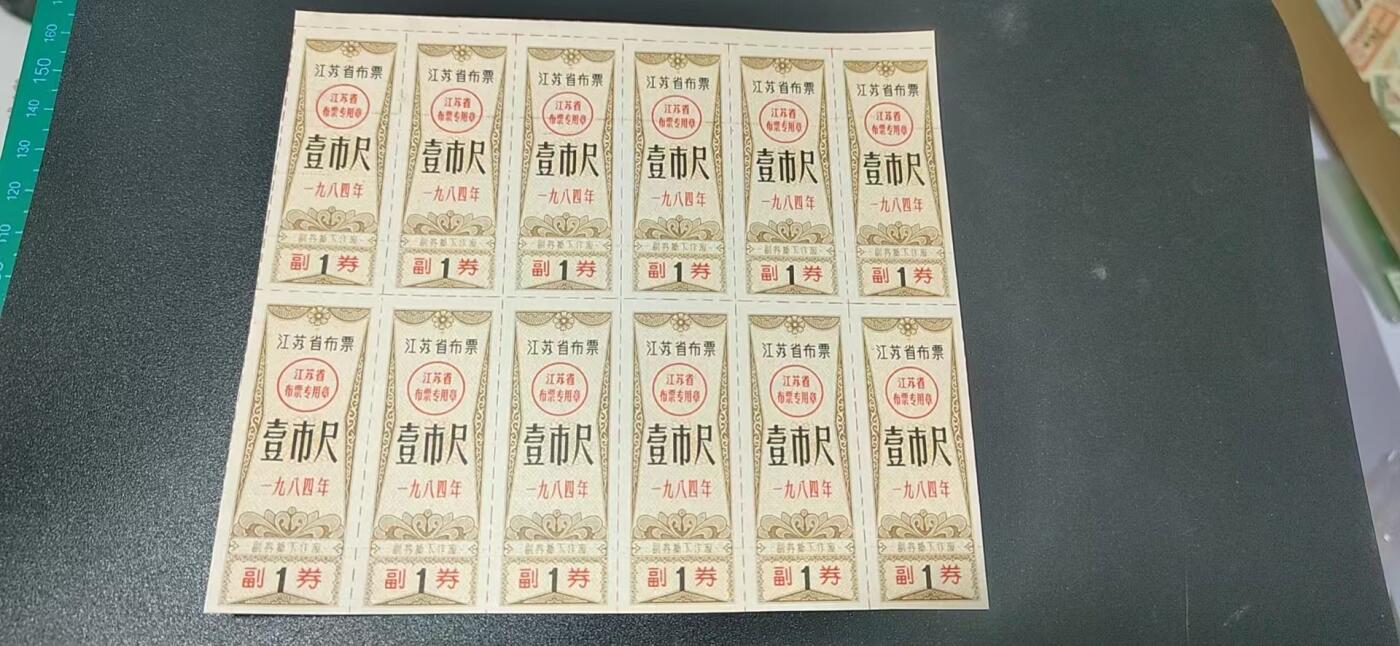 160
150
140
130
120
110
江苏省布票
江苏省
布票专用章
壹市尺
一九八四年
副券撕下作废
副1券
江苏省布票
江苏省
布票专用章
壹市尺
一九八四年
副券撕下作废
副1券
江苏省布票
江苏省
布票专用章
壹市尺
一九八四年
副券撕下作废
副1券
江苏省布票
江苏省
布票专用章
壹市尺
一九八四年
副券撕下作废
副1券
江苏省布票
江苏省
布票专用章
壹市尺
一九八四年
副券撕下作废
副1券
江苏省布票
江苏省
布票专用章
壹市尺
一九八四年
副券撕下作废
副1券
江苏省布票
江苏省
布票专用章
壹市尺
一九八四年
副券撕下作废
副1券
江苏省布票
江苏省
布票专用章
壹市尺
一九八四年
副券撕下作废
副1券
江苏省布票
江苏省
布票专用章
壹市尺
一九八四年
副券撕下作废
副1券
江苏省布票
江苏省
布票专用章
壹市尺
一九八四年
副券撕下作废
副1券
江苏省布票
江苏省
布票专用章
壹市尺
一九八四年
副券撕下作废
副1券
江苏省布票
江苏省
布票专用章
壹市尺
一九八四年
副券撕下作废
副1券